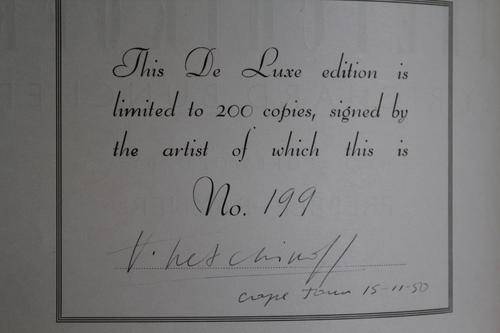 This De Luxe edition is
limited to 200 copies, signed by
the artist of which this is
No. 199
V. Tretchikoff
Cape Town 15-11-50